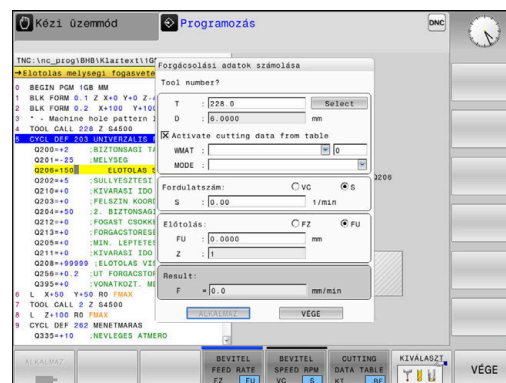 Kézi üzemmód
Programozás
DNC
TNC:\nc_prog\BHB\Klartext\1G
→Elotolas melysegi fogasvete
0 BEGIN PGM 1GB MM
1 BLK FORM 0.1 Z X+0 Y+0 Z-
2 BLK FORM 0.2 X+100 Y+10
3 * - Machine hole pattern
4 TOOL CALL 228 Z S4500
5 CYCL DEF 203 UNIVERZALIS
Q200=+2 ;BIZTONSAGI TA
Q201=-25 ;MELYSEG
Q206=150 ELOTOLAS S
Q202=+5 ;SULLYESZTESI
Q210=+0 ;KIVARASI IDO
Q203=+0 ;FELSZIN KOORD
Q204=+50 ;2. BIZTONSAGI
Q212=+0 ;FOGAST CSOKKE
Q213=+0 ;FORGACSTORESE
Q205=+0 ;MIN. LEPTETES
Q211=+0 ;KIVARASI IDO
Q208=+99999 ;ELOTOLAS VI
Q256=+0.2 ;UT FORGACSTOR
Q395=+0 ;VONATKOZT. M
6 L X+50 Y+50 R0 FMAX
7 TOOL CALL 2 Z S4500
8 L Z+100 R0 FMAX
9 CYCL DEF 262 MENETMARAS
Q335=+10 ;NEVLEGES ATMERO
Forgácsolási adatok számolása
Tool number?
T : 228.0 Select
D : 6.0000 mm
Activate cutting data from table
WMAT : 0
MODE :
Fordulatszám: VC S
S : 0.00 1/min
Előtolás: FZ FU
FU : 0.0000 mm
Z : 1
Result:
F = 0.0 mm/min
ALKALMAZ VÉGE
Q206
ALKALMAZ
BEVITEL
FEED RATE
FZ FU
BEVITEL
SPEED RPM
VC S
CUTTING
DATA TABLE
KI BE
KIVÁLASZT
VÉGE